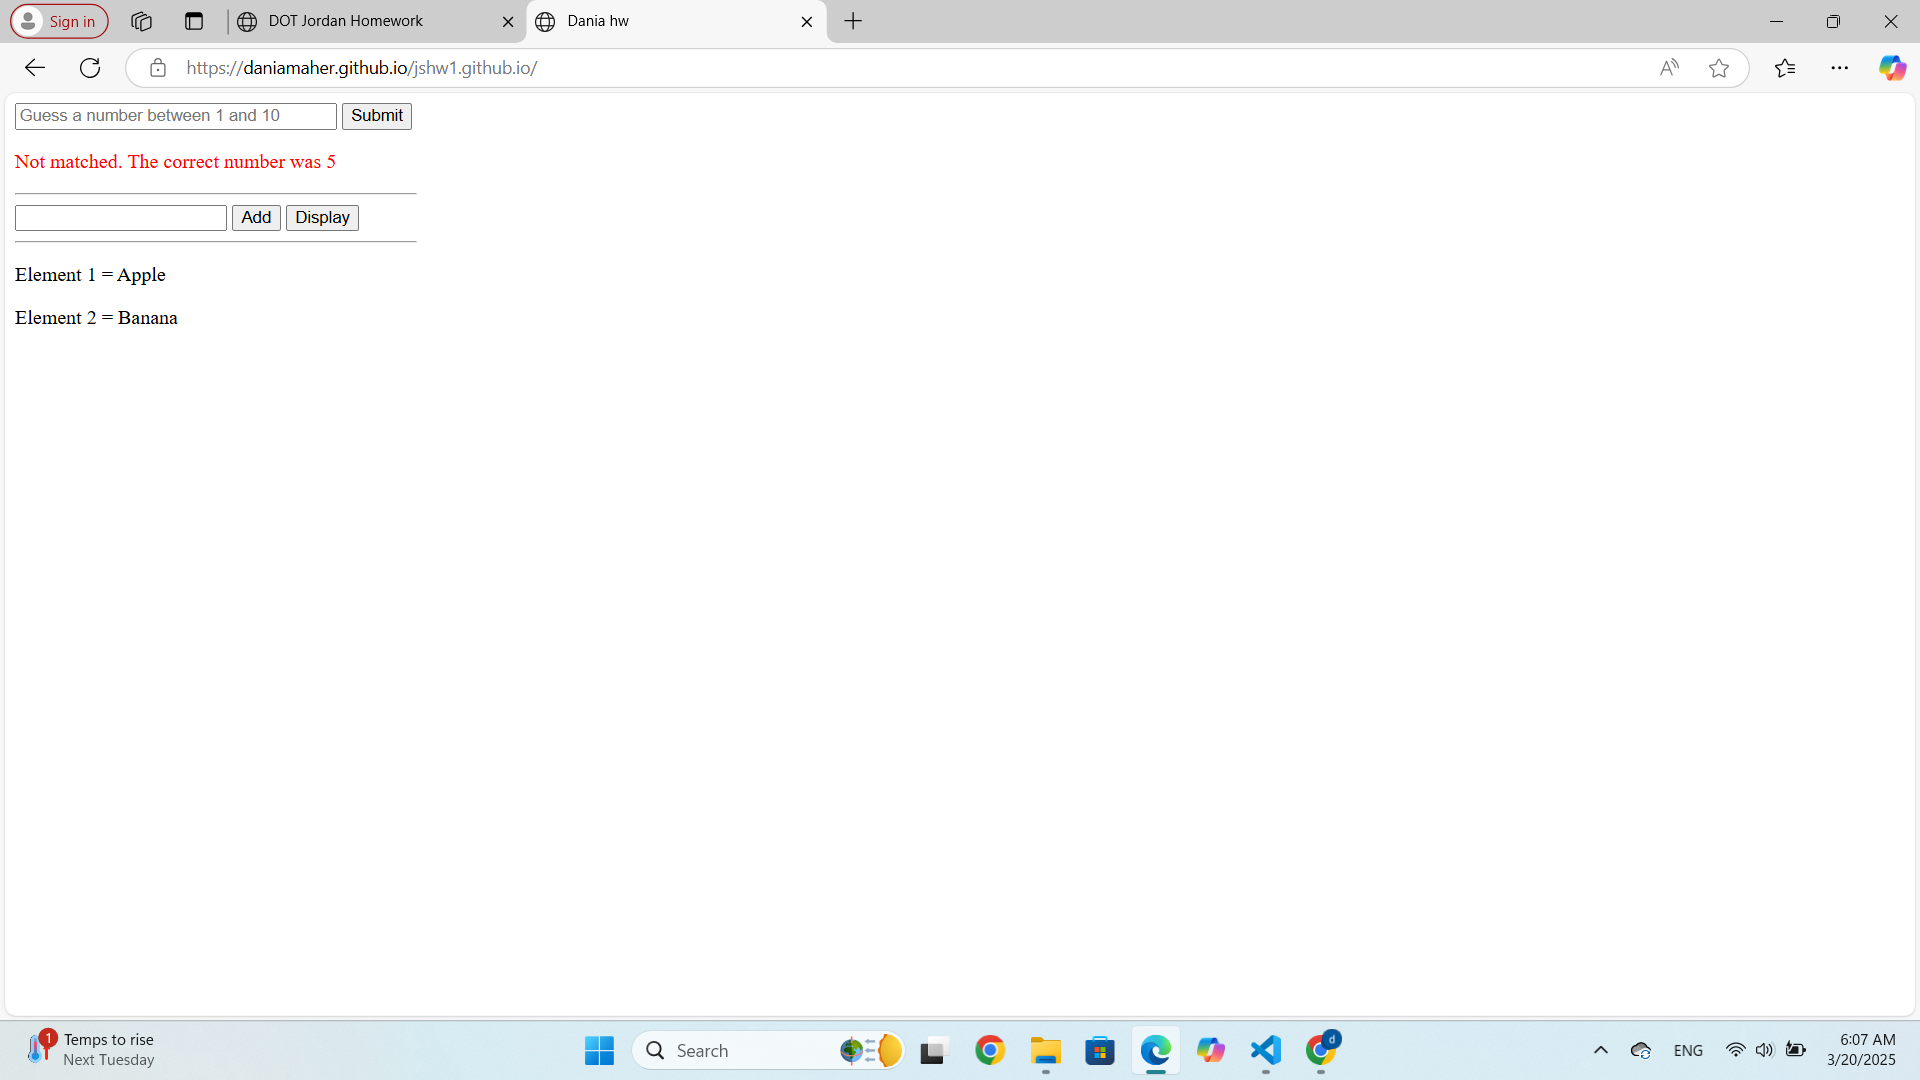 Sign in
DOT Jordan Homework
Dania hw
https://daniamaher.github.io/jshw1.github.io/
Guess a number between 1 and 10 Submit
Not matched. The correct number was 5
Add Display
Element 1 = Apple
Element 2 = Banana
1 Temps to rise
Next Tuesday
Search
d
ENG
6:07 AM
3/20/2025